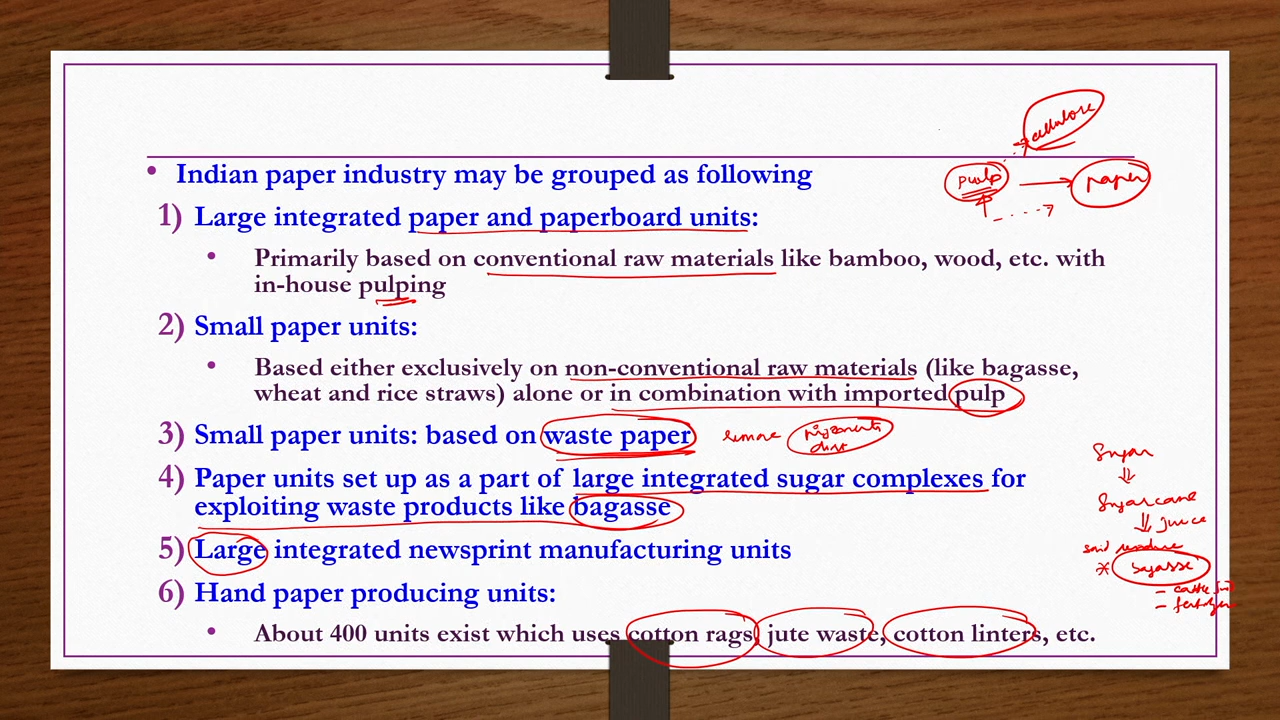 cellulose
• Indian paper industry may be grouped as following
pulp → paper
1) Large integrated paper and paperboard units:
• Primarily based on conventional raw materials like bamboo, wood, etc. with
in-house pulping
2) Small paper units:
• Based either exclusively on non-conventional raw materials (like bagasse,
wheat and rice straws) alone or in combination with imported pulp
3) Small paper units: based on waste paper
remove pigments
dirt
4) Paper units set up as a part of large integrated sugar complexes for
exploiting waste products like bagasse
5) Large integrated newsprint manufacturing units
6) Hand paper producing units:
• About 400 units exist which uses cotton rags, jute waste, cotton linters, etc.
Sugar
Sugarcane
juice
bagasse
- fertilizer